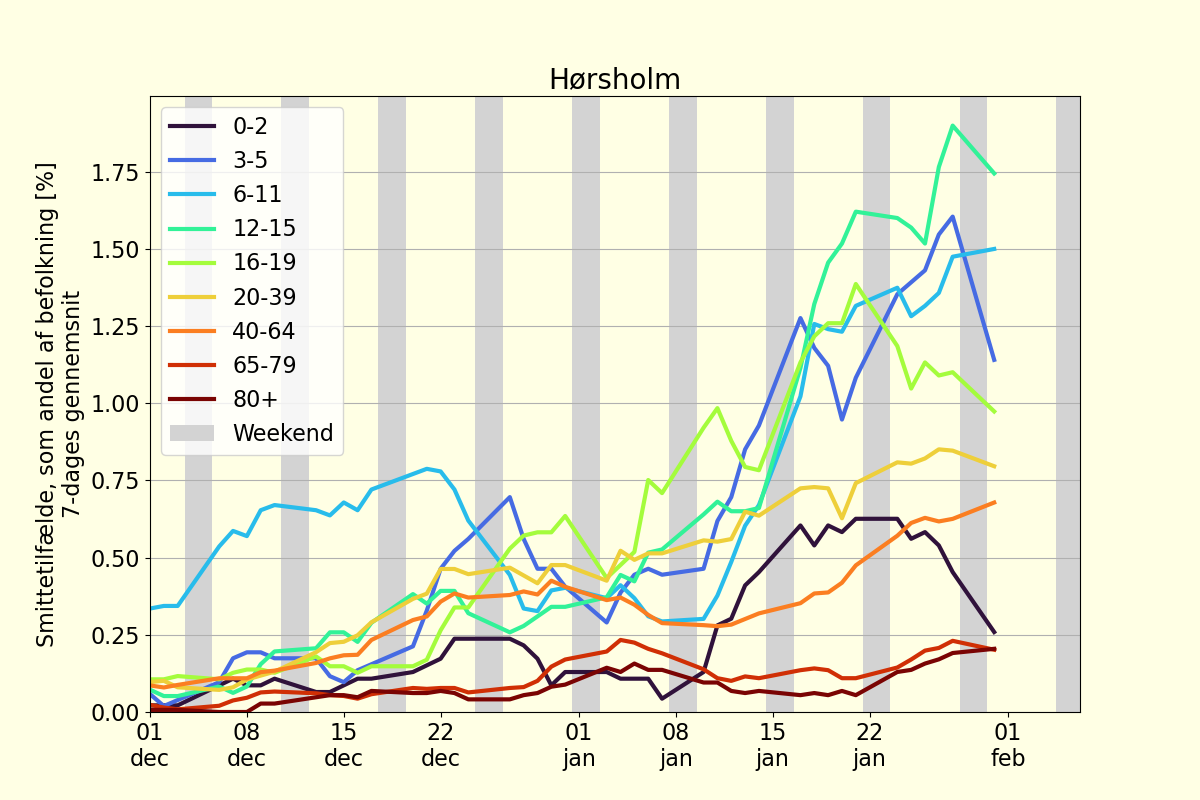 Hørsholm
Smittetilfælde, som andel af befolkning [%]
7-dages gennemsnit
1.75
1.50
1.25
1.00
0.75
0.50
0.25
0.00
0-2
3-5
6-11
12-15
16-19
20-39
40-64
65-79
80+
Weekend
01 08 15 22 01 08 15 22 01
dec dec dec dec jan jan jan jan feb